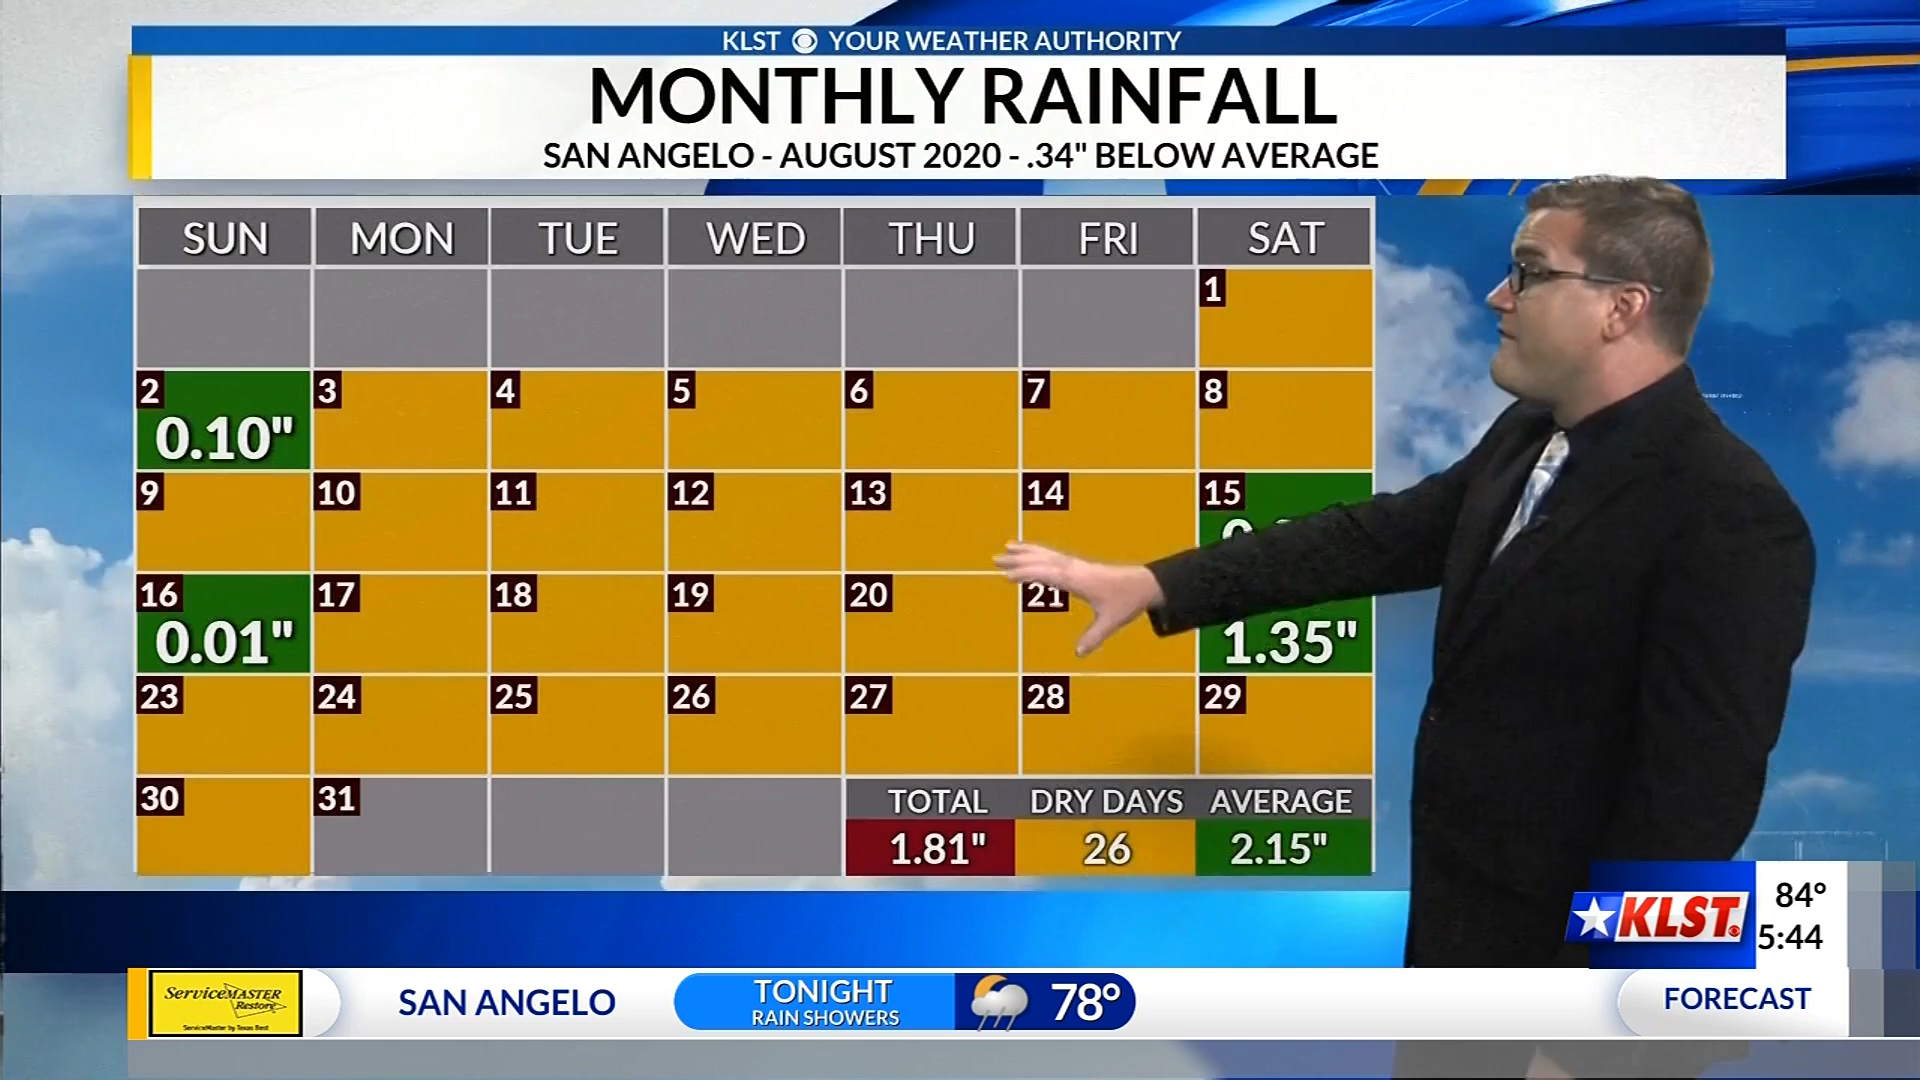 KLST YOUR WEATHER AUTHORITY
MONTHLY RAINFALL
SAN ANGELO - AUGUST 2020 - .34" BELOW AVERAGE
SUN MON TUE WED THU FRI SAT
1
2 3 4 5 6 7 8
0.10"
9 10 11 12 13 14 15
16 17 18 19 20 21
0.01" 1.35"
23 24 25 26 27 28 29
30 31
TOTAL DRY DAYS AVERAGE
1.81" 26 2.15"
KLST
84°
5:44
ServiceMASTER
Restore
ServiceMaster by Texas Best
SAN ANGELO
TONIGHT
RAIN SHOWERS
78°
FORECAST